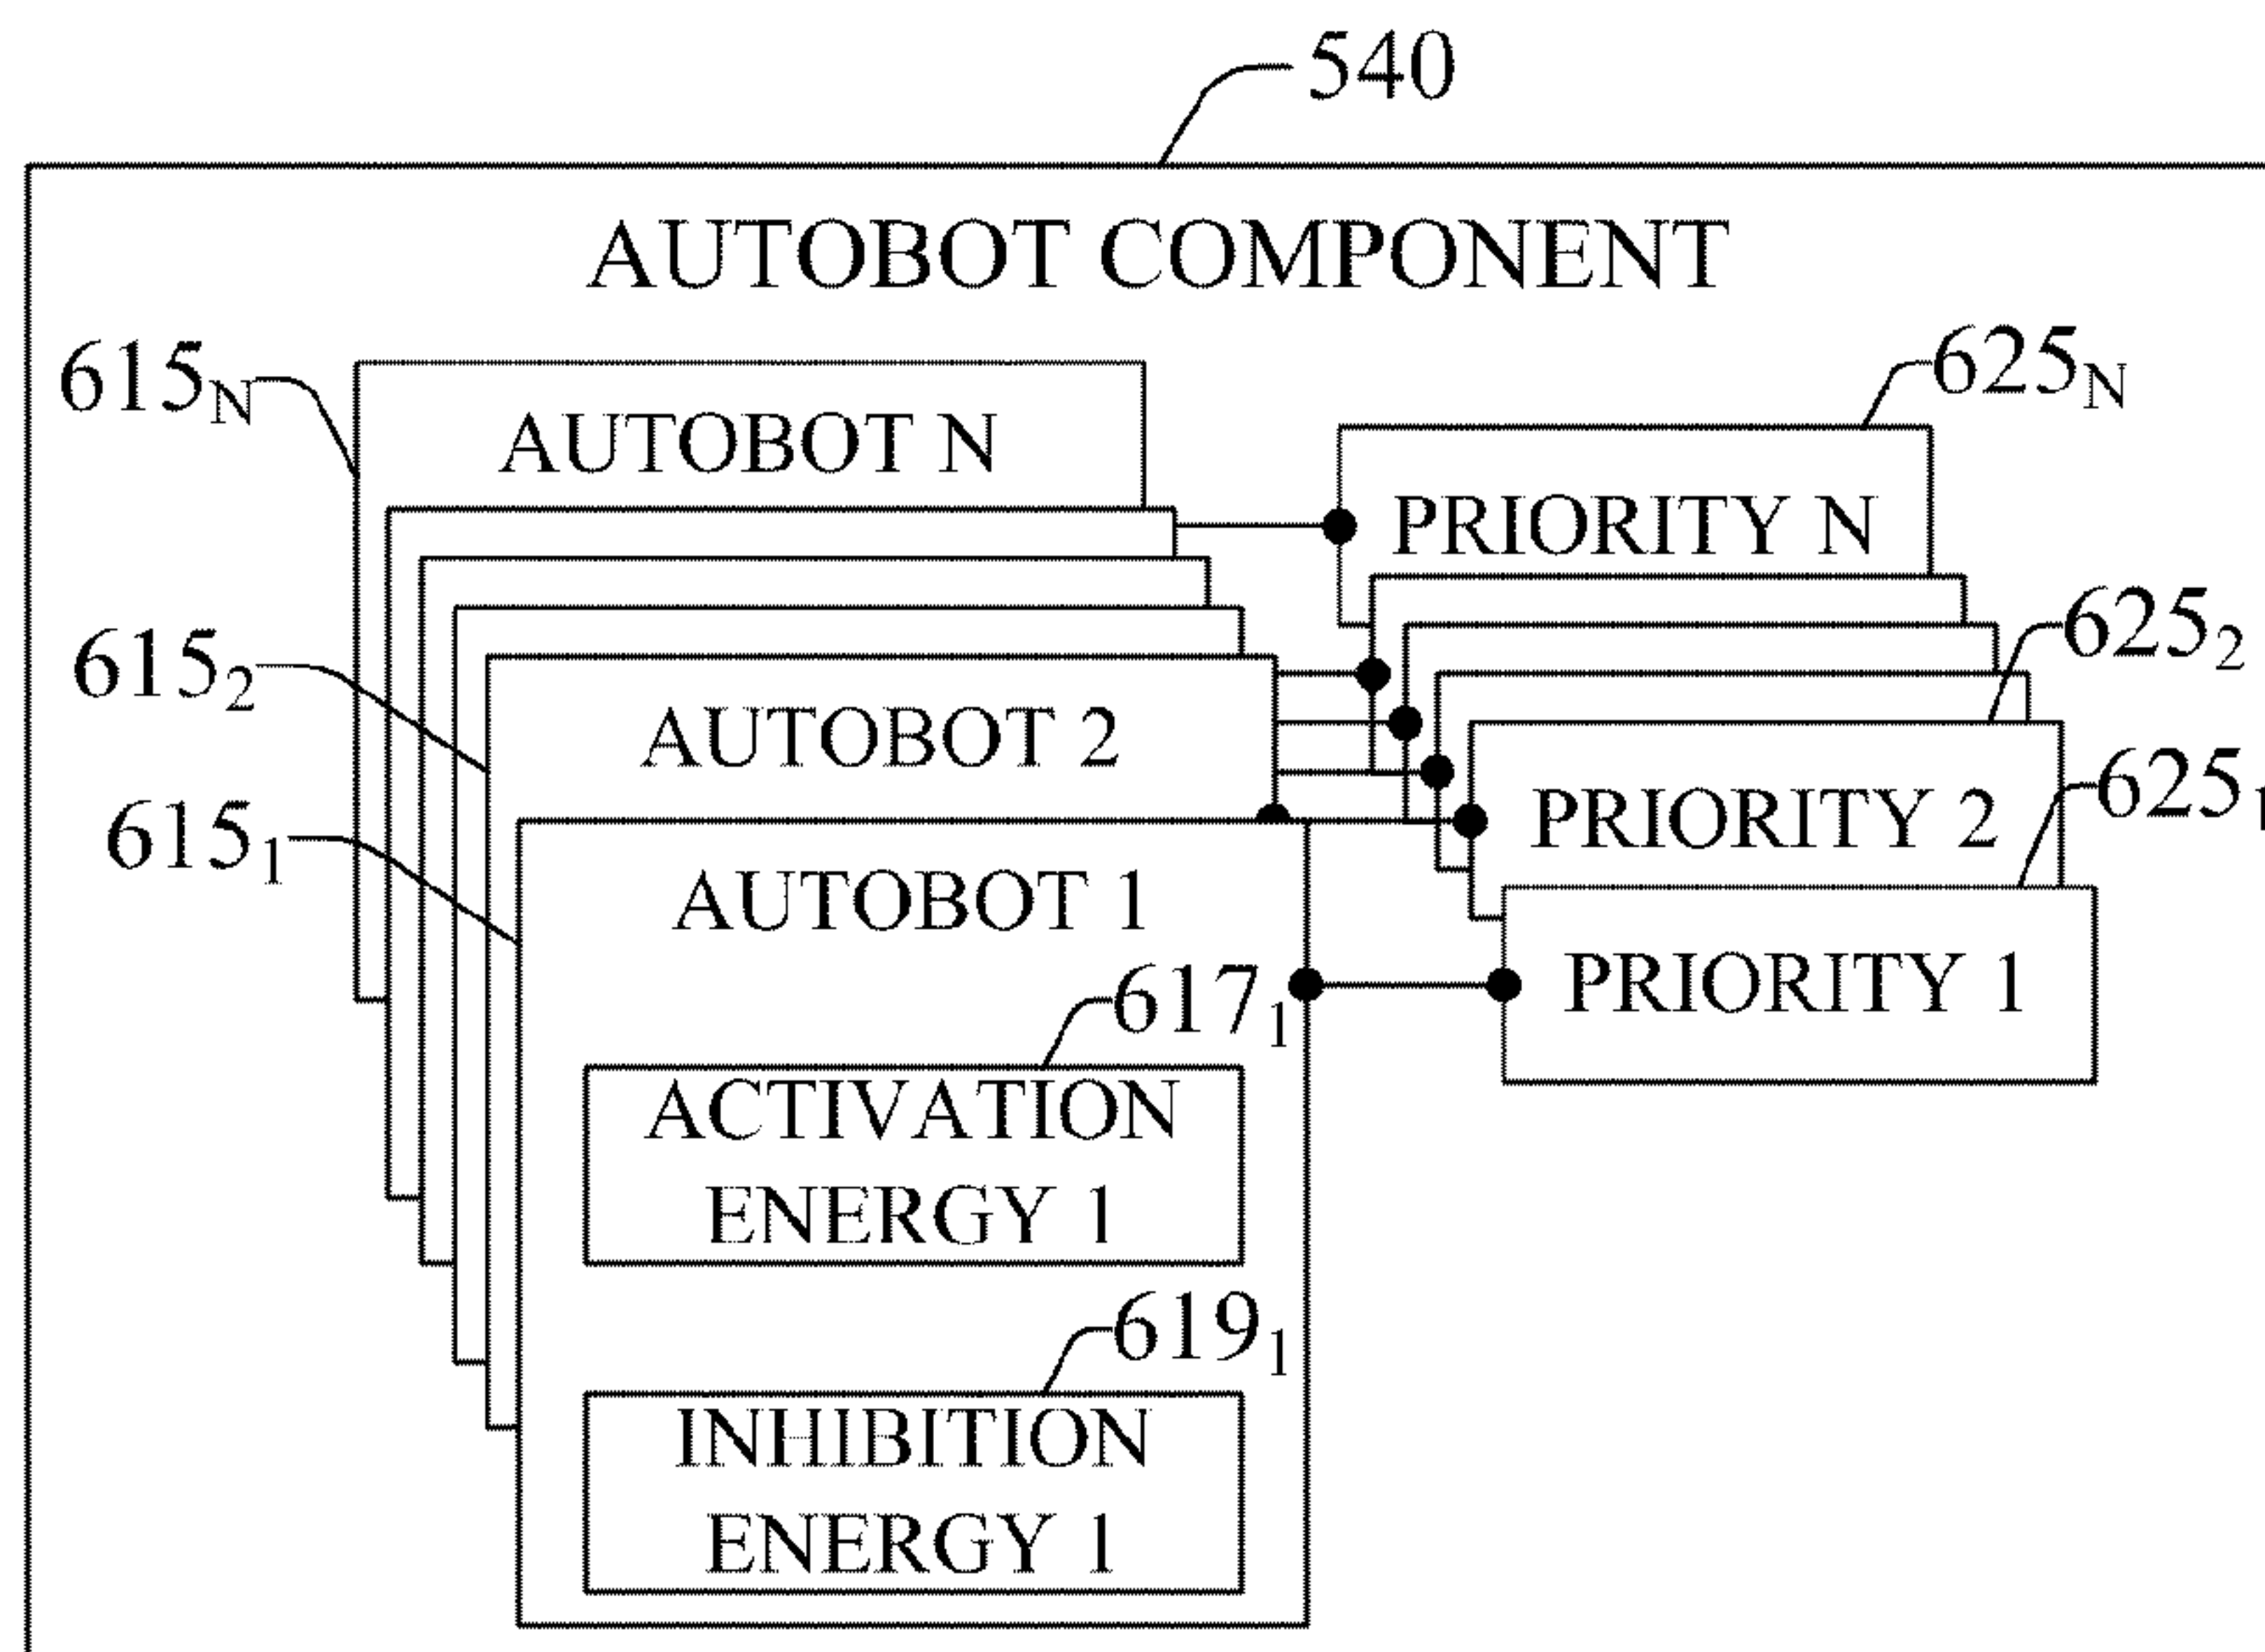 540
AUTOBOT COMPONENT
615N
625N
AUTOBOT N
PRIORITY N
615₂
625₂
AUTOBOT 2
PRIORITY 2
615₁
625₁
AUTOBOT 1
PRIORITY 1
617₁
ACTIVATION
ENERGY 1
619₁
INHIBITION
ENERGY 1